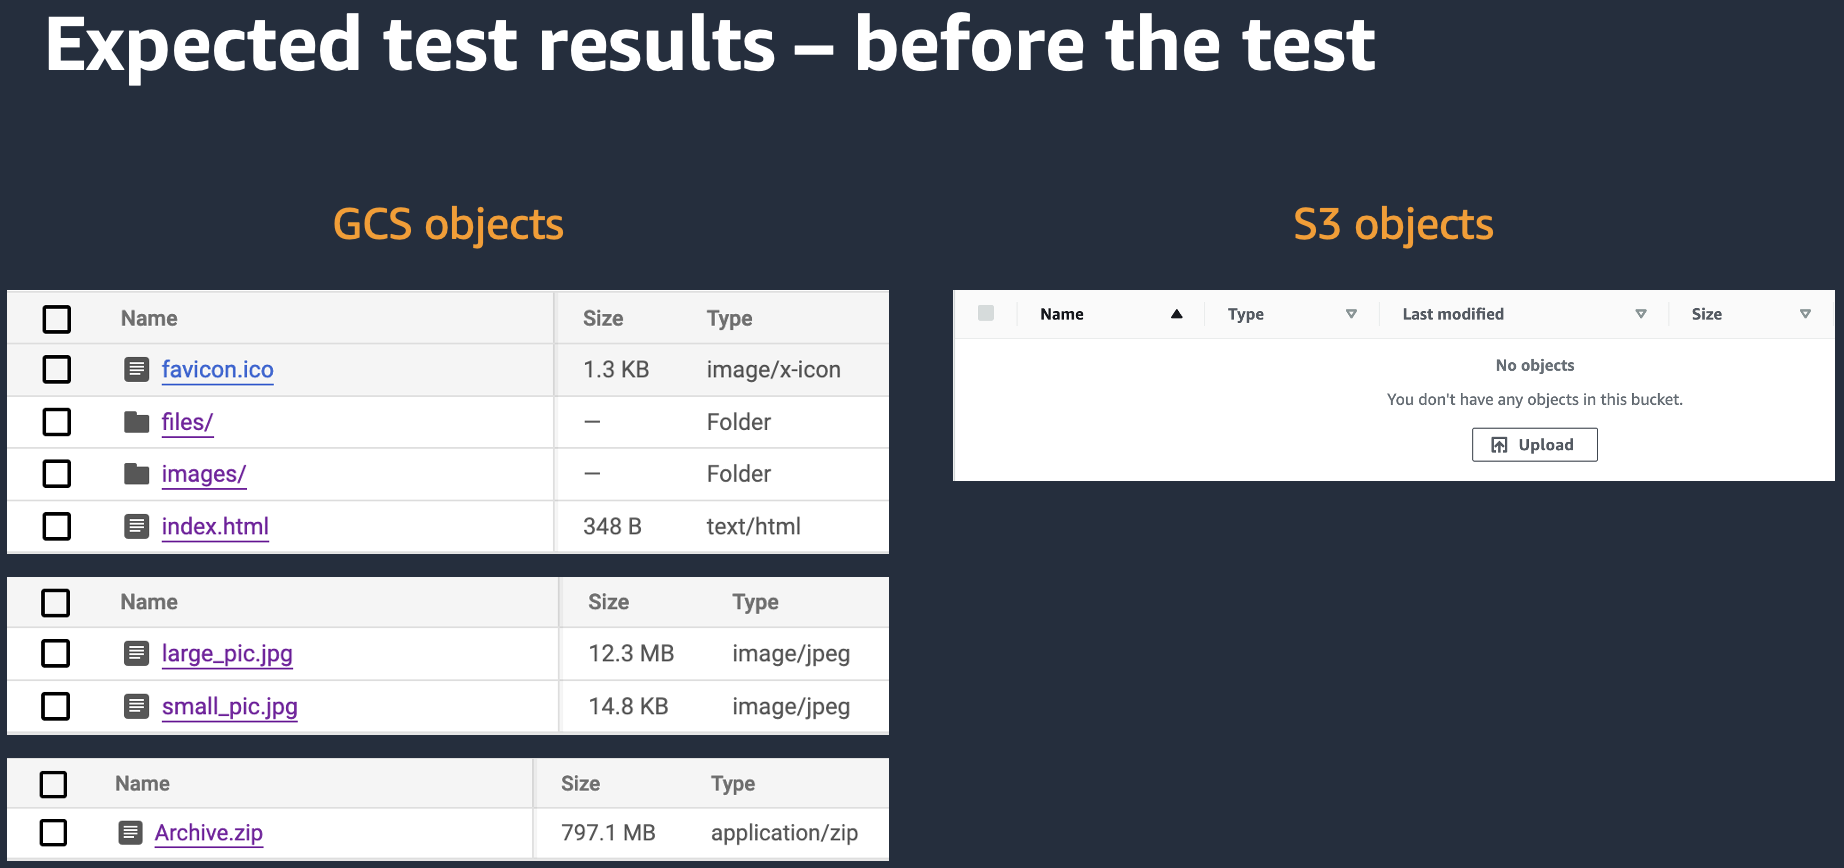 Expected test results – before the test
GCS objects
Name Size Type
favicon.ico 1.3 KB image/x-icon
files/ — Folder
images/ — Folder
index.html 348 B text/html
Name Size Type
large_pic.jpg 12.3 MB image/jpeg
small_pic.jpg 14.8 KB image/jpeg
Name Size Type
Archive.zip 797.1 MB application/zip
S3 objects
Name Type Last modified Size
No objects
You don't have any objects in this bucket.
Upload